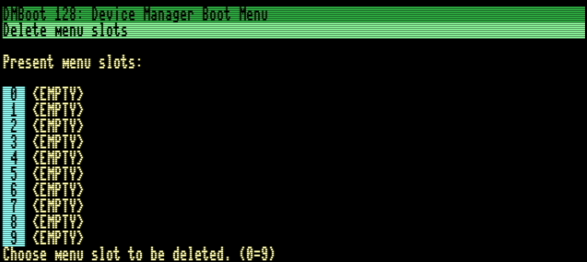 DMBoot 128: Device Manager Boot Menu
Delete menu slots
Present menu slots:
0 <EMPTY>
1 <EMPTY>
2 <EMPTY>
3 <EMPTY>
4 <EMPTY>
5 <EMPTY>
6 <EMPTY>
7 <EMPTY>
8 <EMPTY>
9 <EMPTY>
Choose menu slot to be deleted. (0=9)